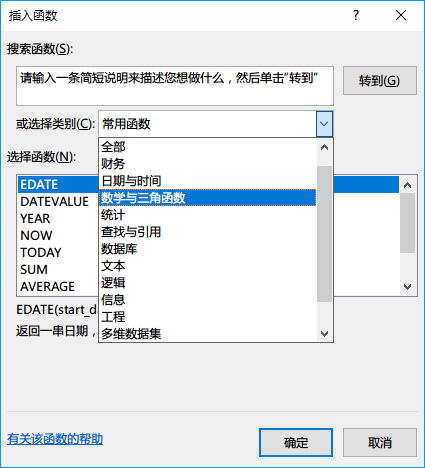 插入函数
搜索函数(S):
请输入一条简短说明来描述您想做什么，然后单击"转到"
转到(G)
或选择类别(C):
常用函数
全部
财务
日期与时间
数学与三角函数
统计
查找与引用
数据库
文本
逻辑
信息
工程
多维数据集
选择函数(N):
EDATE
DATEVALUE
YEAR
NOW
TODAY
SUM
AVERAGE
EDATE(start_d
返回一串日期，
有关该函数的帮助
确定
取消